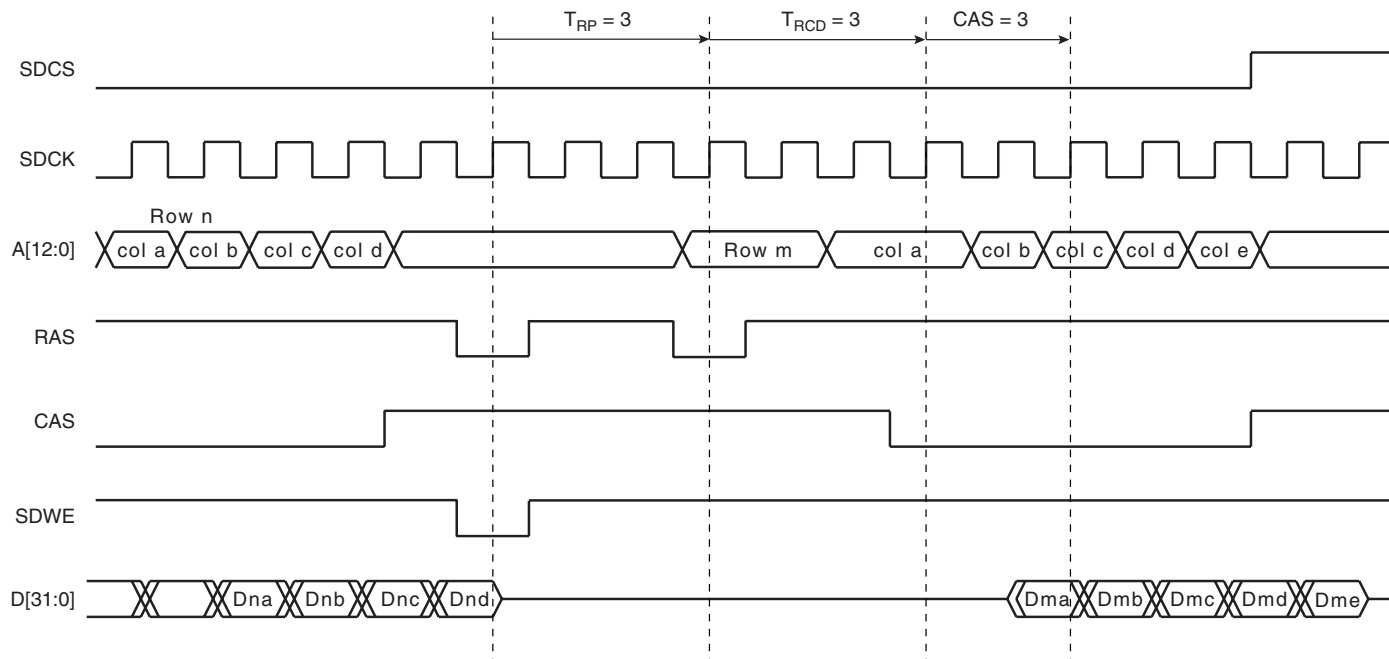 T_RP = 3 T_RCD = 3 CAS = 3
SDCS
SDCK
Row n
A[12:0] col a col b col c col d Row m col a col b col c col d col e
RAS
CAS
SDWE
D[31:0] Dna Dnb Dnc Dnd Dma Dmb Dmc Dmd Dme